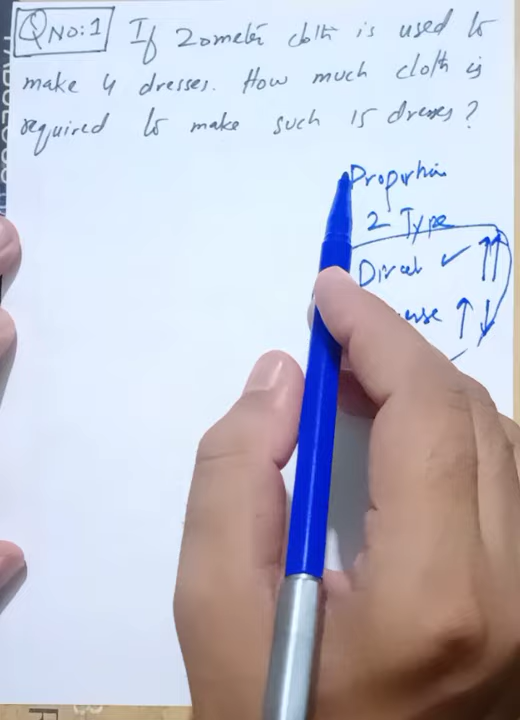 Q No:1 If 20meter cloth is used to
make 4 dresses. How much cloth is
required to make such 15 dresses?
Proportion
2 Type
Direct ✓ ↑↑
↑↓